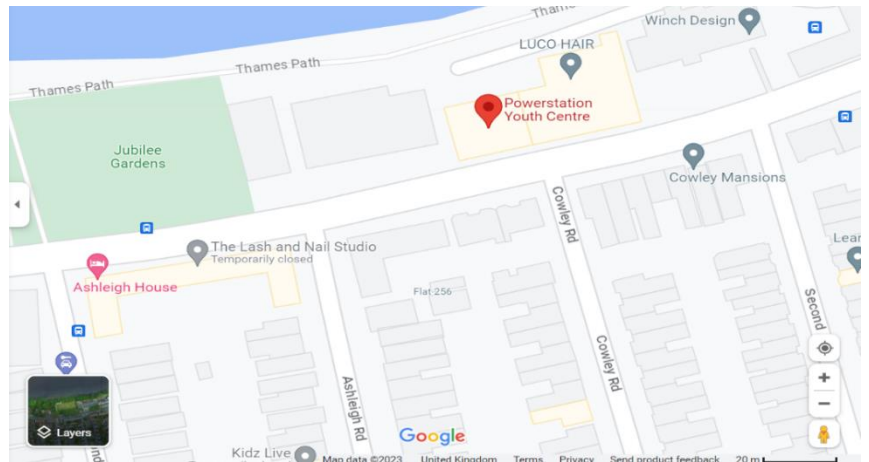 Thames
Winch Design
LUCO HAIR
Thames Path
Thames Path
Powerstation
Youth Centre
Jubilee
Gardens
Cowley Mansions
Cowley Rd
The Lash and Nail Studio
Temporarily closed
Lear
Ashleigh House
Flat 256
Second
Cowley Rd
Ashleigh Rd
Layers
Google
Kidz Live
Map data ©2023 United Kingdom Terms Privacy Send product feedback 20 m